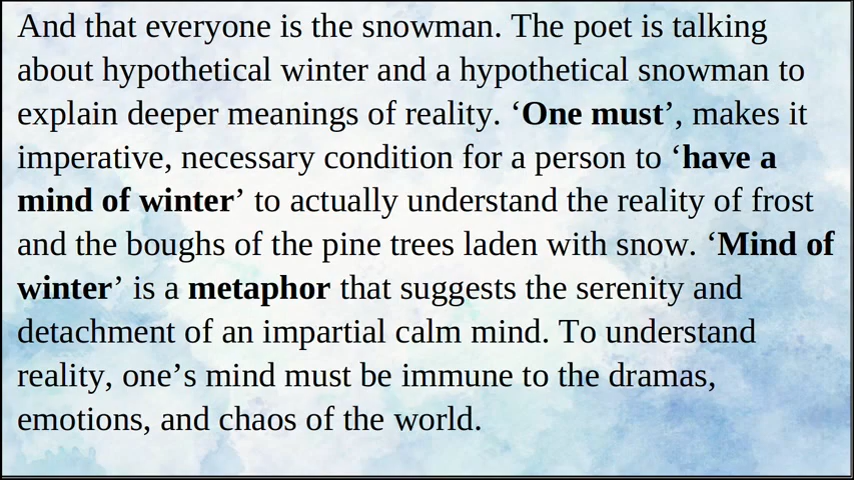 And that everyone is the snowman. The poet is talking
about hypothetical winter and a hypothetical snowman to
explain deeper meanings of reality. ‘One must’, makes it
imperative, necessary condition for a person to ‘have a
mind of winter’ to actually understand the reality of frost
and the boughs of the pine trees laden with snow. ‘Mind of
winter’ is a metaphor that suggests the serenity and
detachment of an impartial calm mind. To understand
reality, one’s mind must be immune to the dramas,
emotions, and chaos of the world.